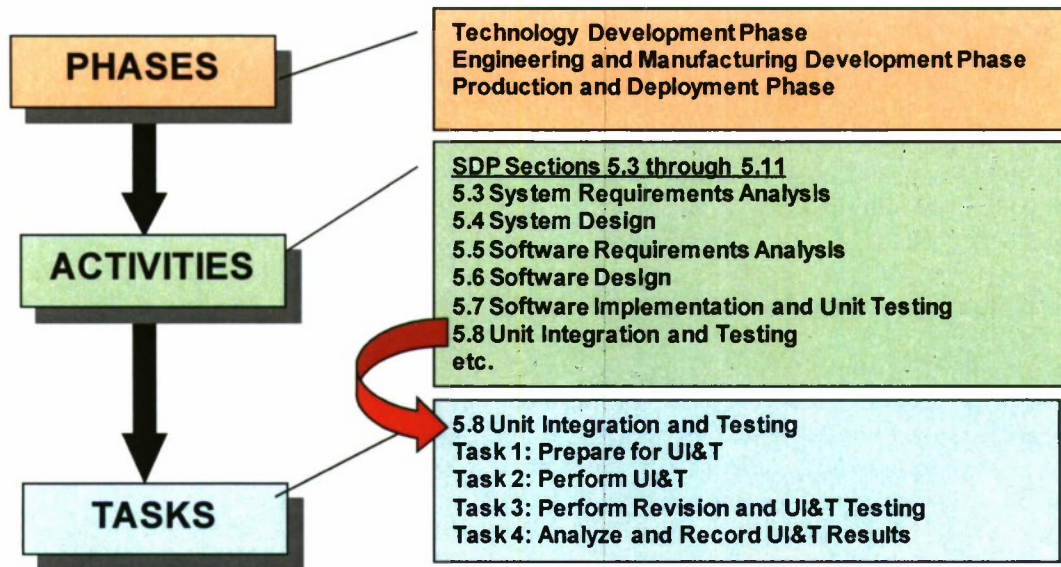 PHASES
Technology Development Phase
Engineering and Manufacturing Development Phase
Production and Deployment Phase
ACTIVITIES
SDP Sections 5.3 through 5.11
5.3 System Requirements Analysis
5.4 System Design
5.5 Software Requirements Analysis
5.6 Software Design
5.7 Software Implementation and Unit Testing
5.8 Unit Integration and Testing
etc.
TASKS
5.8 Unit Integration and Testing
Task 1: Prepare for UI&T
Task 2: Perform UI&T
Task 3: Perform Revision and UI&T Testing
Task 4: Analyze and Record UI&T Results